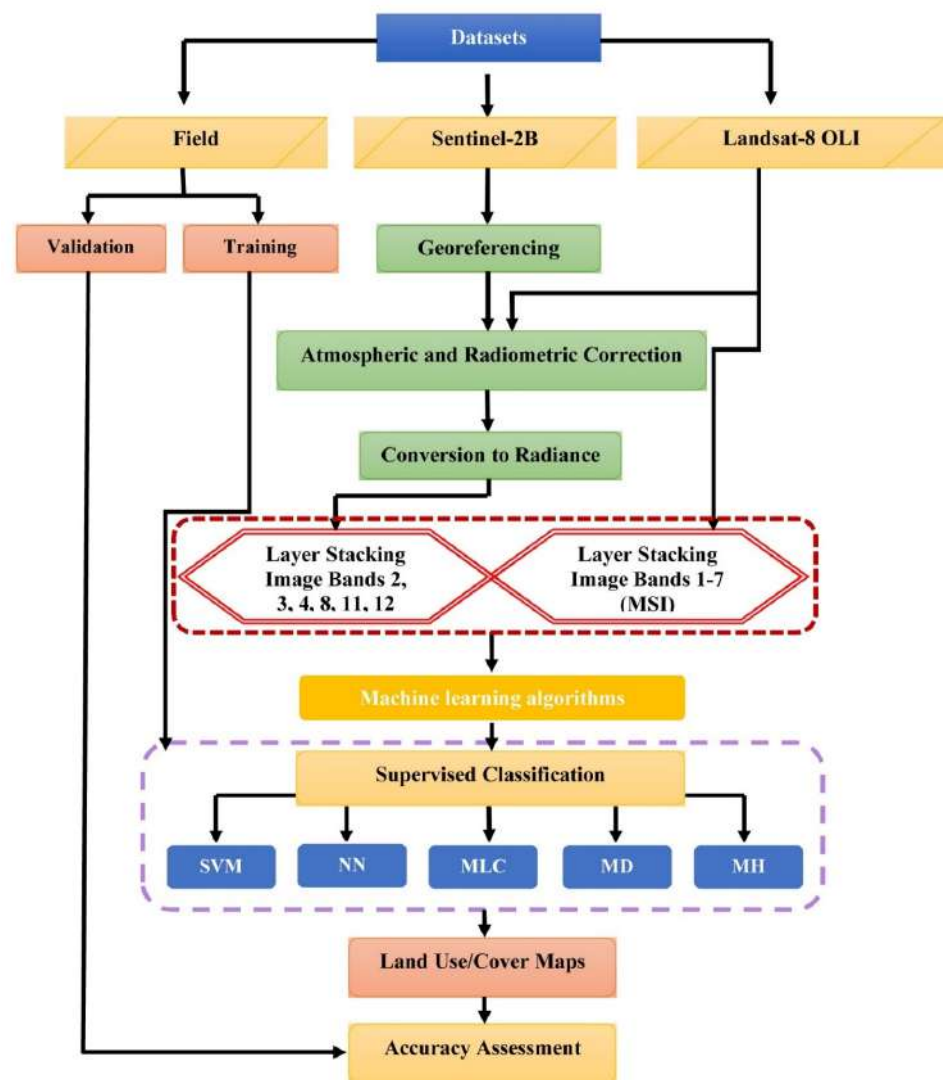 Datasets
Field
Sentinel-2B
Landsat-8 OLI
Validation
Training
Georeferencing
Atmospheric and Radiometric Correction
Conversion to Radiance
Layer Stacking
Image Bands 2,
3, 4, 8, 11, 12
Layer Stacking
Image Bands 1-7
(MSI)
Machine learning algorithms
Supervised Classification
SVM
NN
MLC
MD
MH
Land Use/Cover Maps
Accuracy Assessment